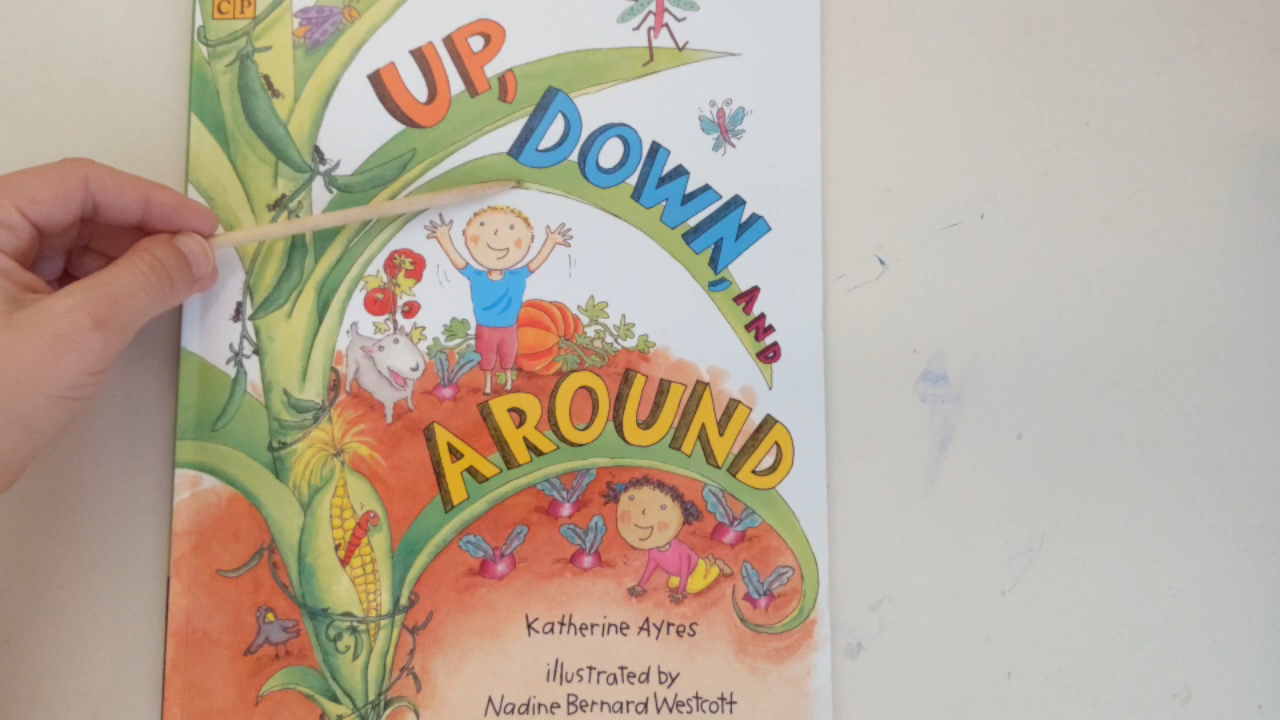 CP
UP,
DOWN, AND
AROUND
Katherine Ayres
illustrated by
Nadine Bernard Westcott